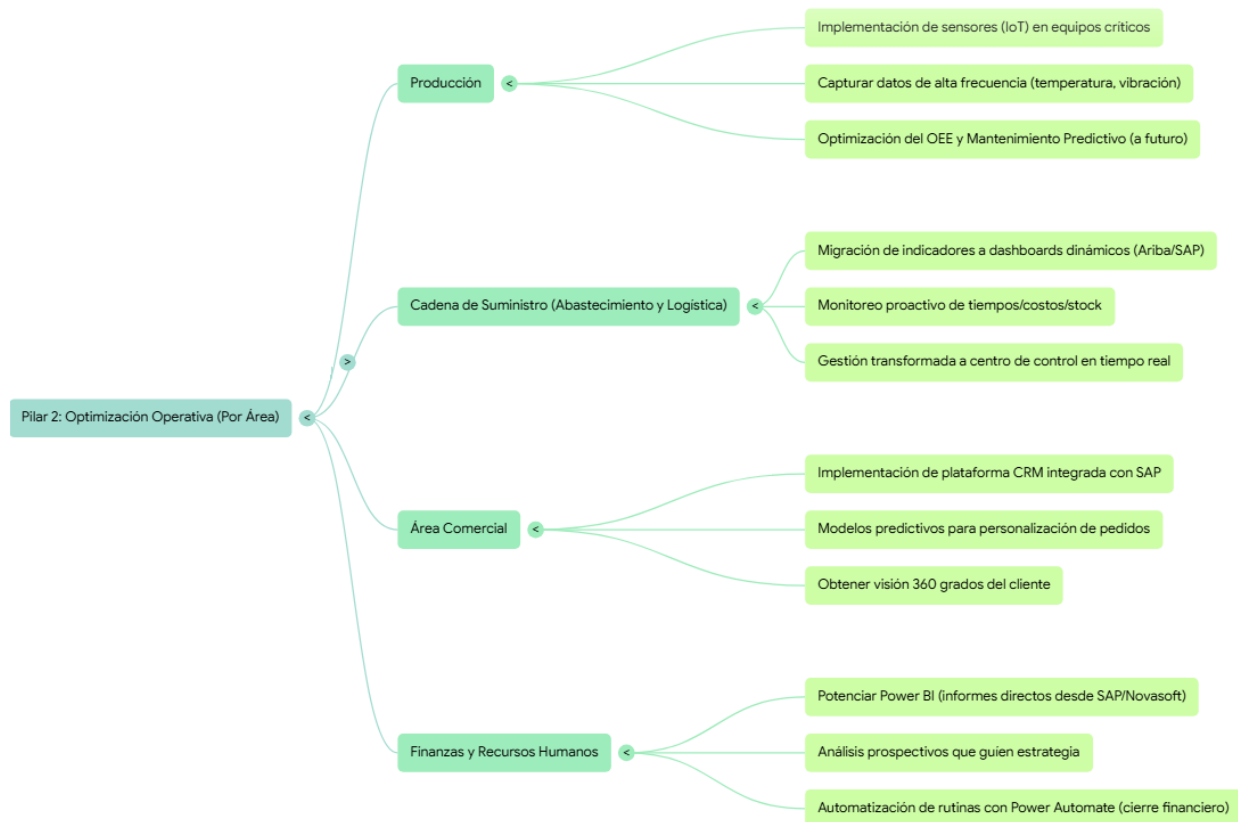 Pilar 2: Optimización Operativa (Por Área)
<
>
Producción
<
Implementación de sensores (IoT) en equipos críticos
Capturar datos de alta frecuencia (temperatura, vibración)
Optimización del OEE y Mantenimiento Predictivo (a futuro)
Cadena de Suministro (Abastecimiento y Logística)
<
Migración de indicadores a dashboards dinámicos (Ariba/SAP)
Monitoreo proactivo de tiempos/costos/stock
Gestión transformada a centro de control en tiempo real
Área Comercial
<
Implementación de plataforma CRM integrada con SAP
Modelos predictivos para personalización de pedidos
Obtener visión 360 grados del cliente
Finanzas y Recursos Humanos
<
Potenciar Power BI (informes directos desde SAP/Novasoft)
Análisis prospectivos que guíen estrategia
Automatización de rutinas con Power Automate (cierre financiero)